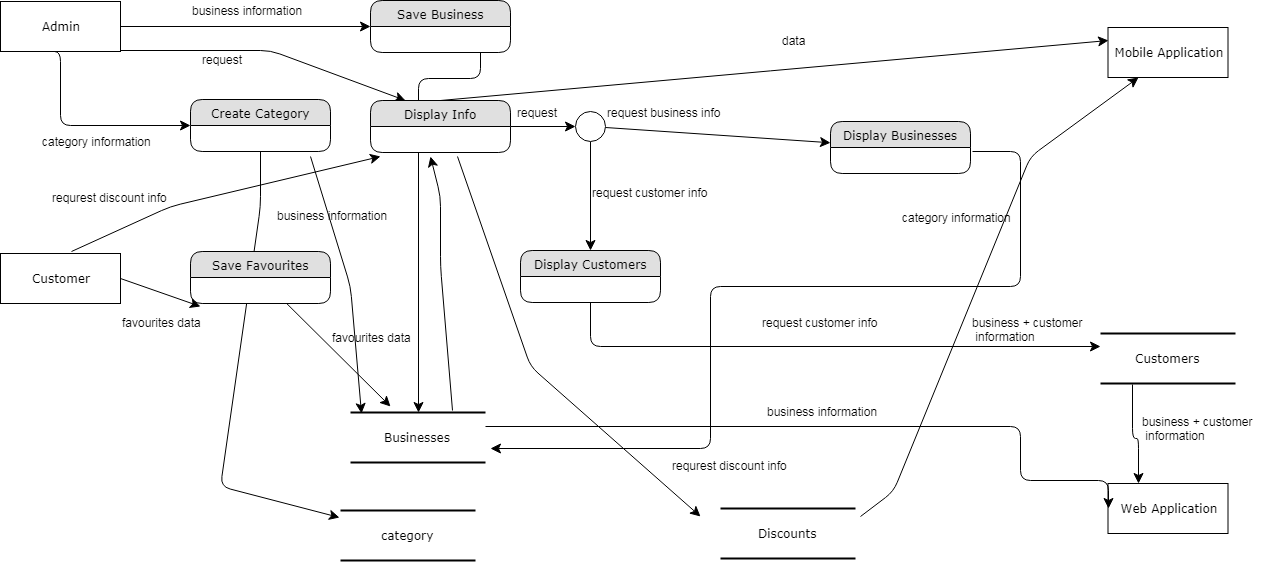 business information
Save Business
Admin
data
Mobile Application
request
Create Category
Display Info
request
request business info
Display Businesses
category information
requrest discount info
request customer info
business information
category information
Save Favourites
Display Customers
Customer
favourites data
favourites data
request customer info
business + customer
information
Customers
business information
business + customer
information
Businesses
requrest discount info
Web Application
category
Discounts